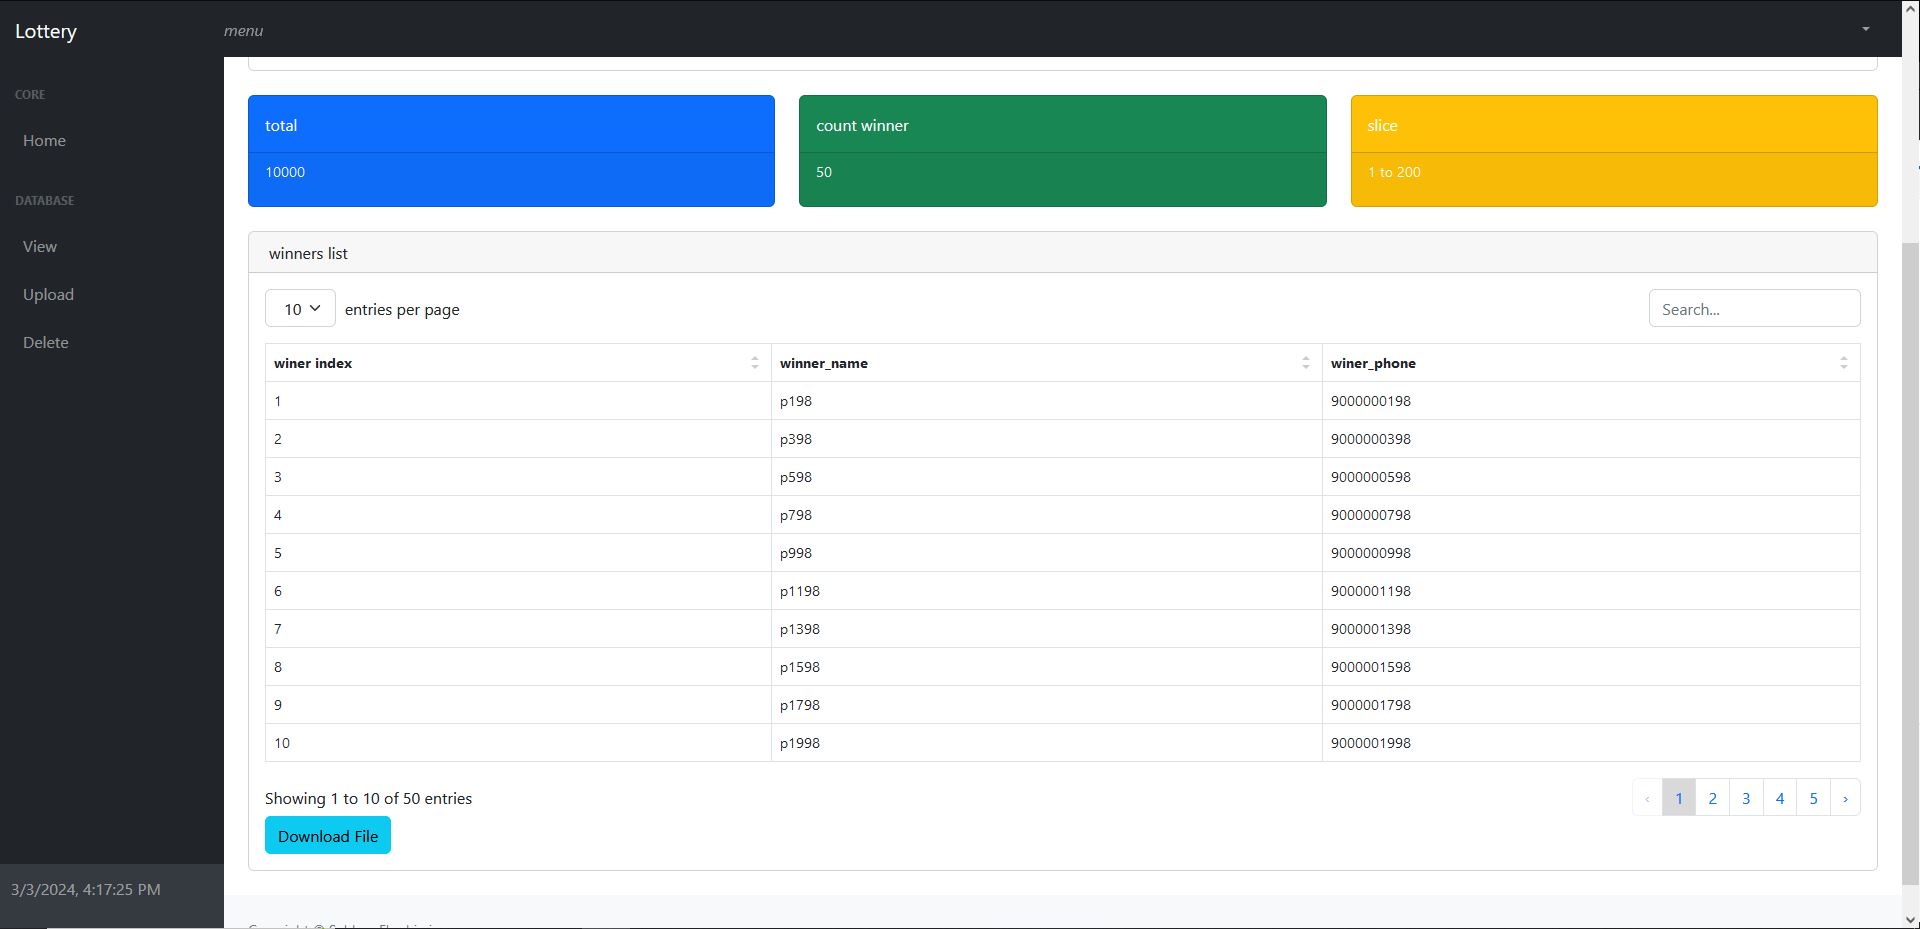 Lottery
menu
CORE
Home
DATABASE
View
Upload
Delete
3/3/2024, 4:17:25 PM
total
10000
count winner
50
slice
1 to 200
winners list
10 entries per page
Search...
winer index winner_name winer_phone
1 p198 9000000198
2 p398 9000000398
3 p598 9000000598
4 p798 9000000798
5 p998 9000000998
6 p1198 9000001198
7 p1398 9000001398
8 p1598 9000001598
9 p1798 9000001798
10 p1998 9000001998
Showing 1 to 10 of 50 entries
‹ 1 2 3 4 5 ›
Download File
Copyright ©